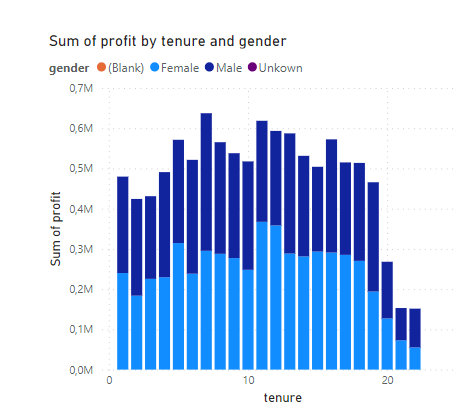 Sum of profit by tenure and gender
gender (Blank) Female Male Unkown
0,7M
0,6M
0,5M
0,4M
0,3M
0,2M
0,1M
0,0M
Sum of profit
0 10 20
tenure